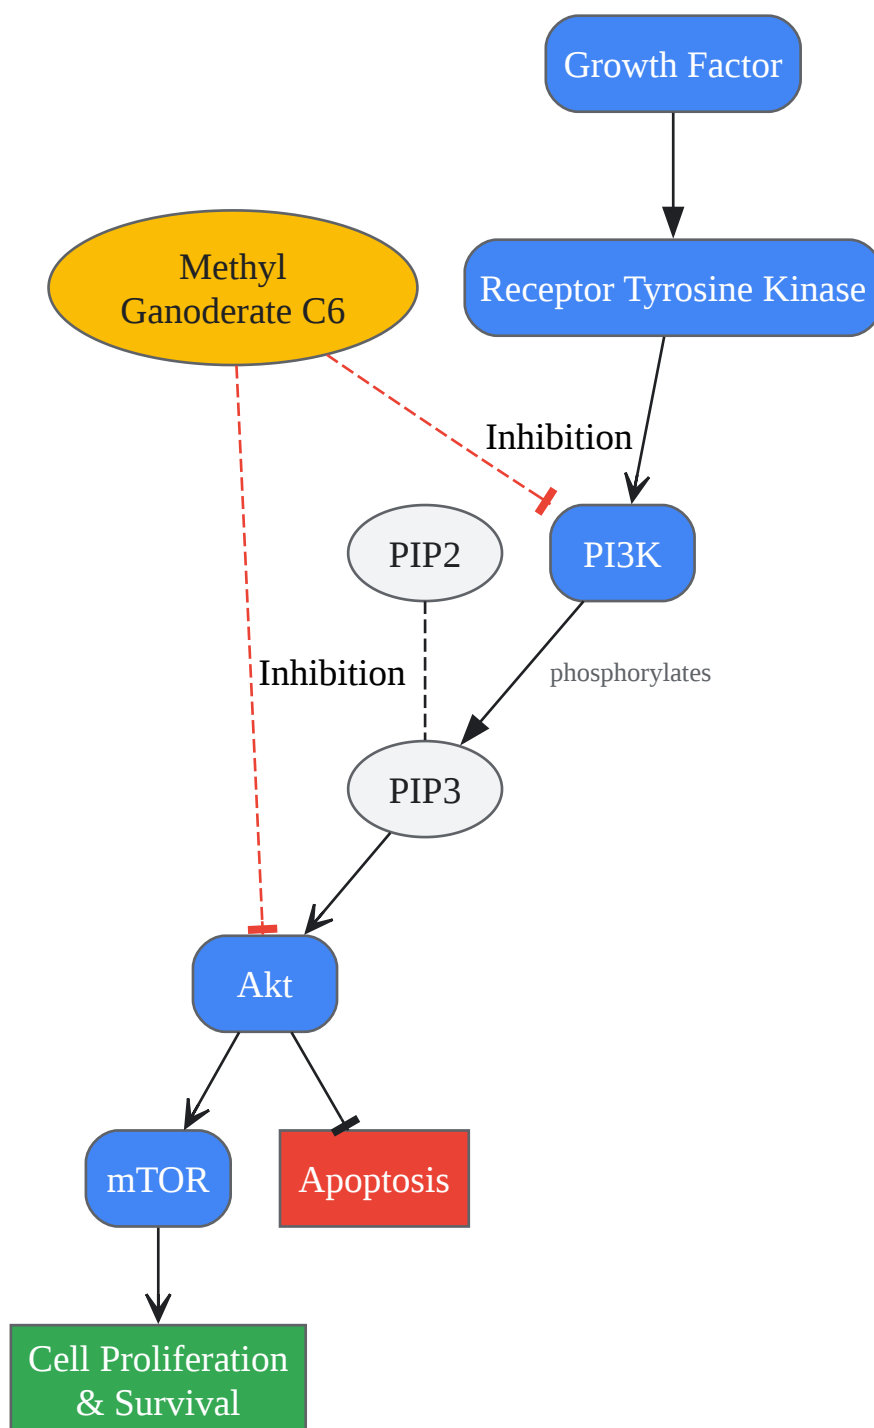 Growth Factor
Methyl
Ganoderate C6
Receptor Tyrosine Kinase
Inhibition
PIP2
PI3K
Inhibition
phosphorylates
PIP3
Akt
mTOR
Apoptosis
Cell Proliferation
& Survival